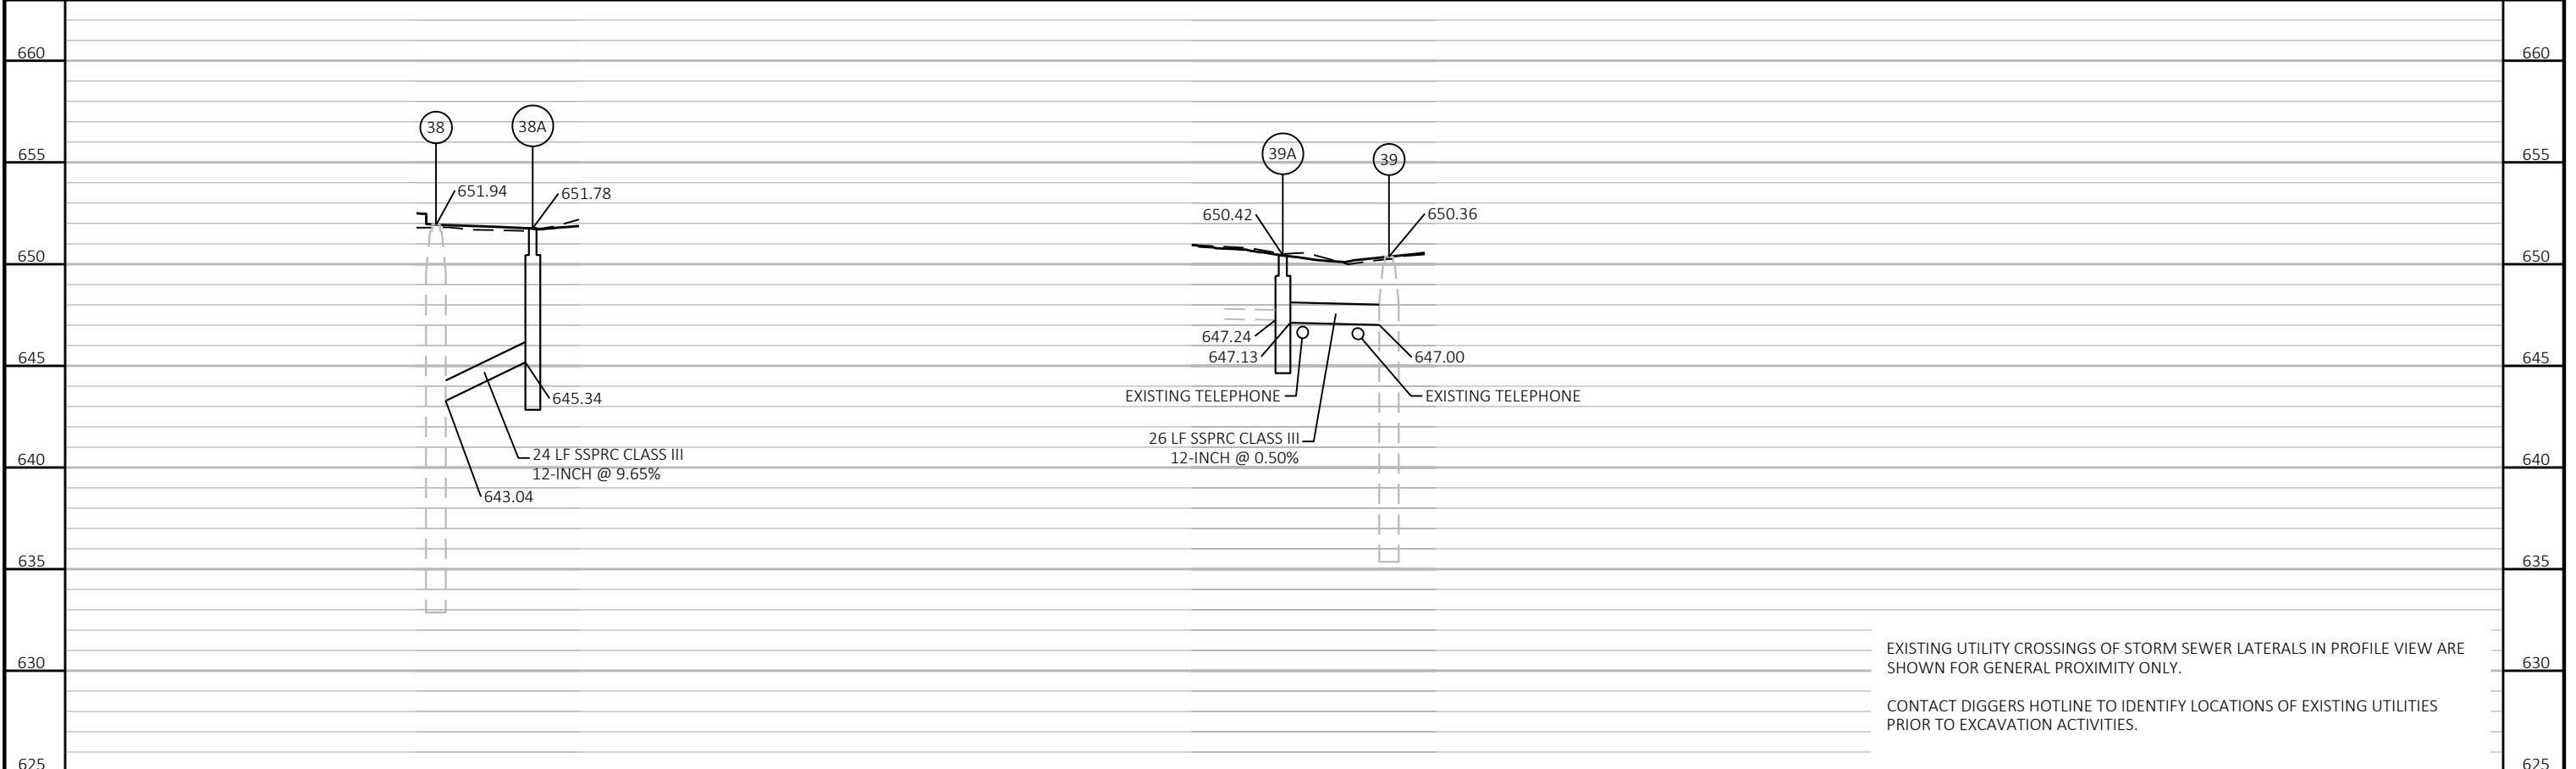 660
655
650
645
640
635
630
625
38
38A
651.94
651.78
645.34
24 LF SSPRC CLASS III
12-INCH @ 9.65%
643.04
39A
39
650.42
650.36
647.24
647.13
647.00
EXISTING TELEPHONE
EXISTING TELEPHONE
26 LF SSPRC CLASS III
12-INCH @ 0.50%
EXISTING UTILITY CROSSINGS OF STORM SEWER LATERALS IN PROFILE VIEW ARE
SHOWN FOR GENERAL PROXIMITY ONLY.
CONTACT DIGGERS HOTLINE TO IDENTIFY LOCATIONS OF EXISTING UTILITIES
PRIOR TO EXCAVATION ACTIVITIES.
660
655
650
645
640
635
630
625